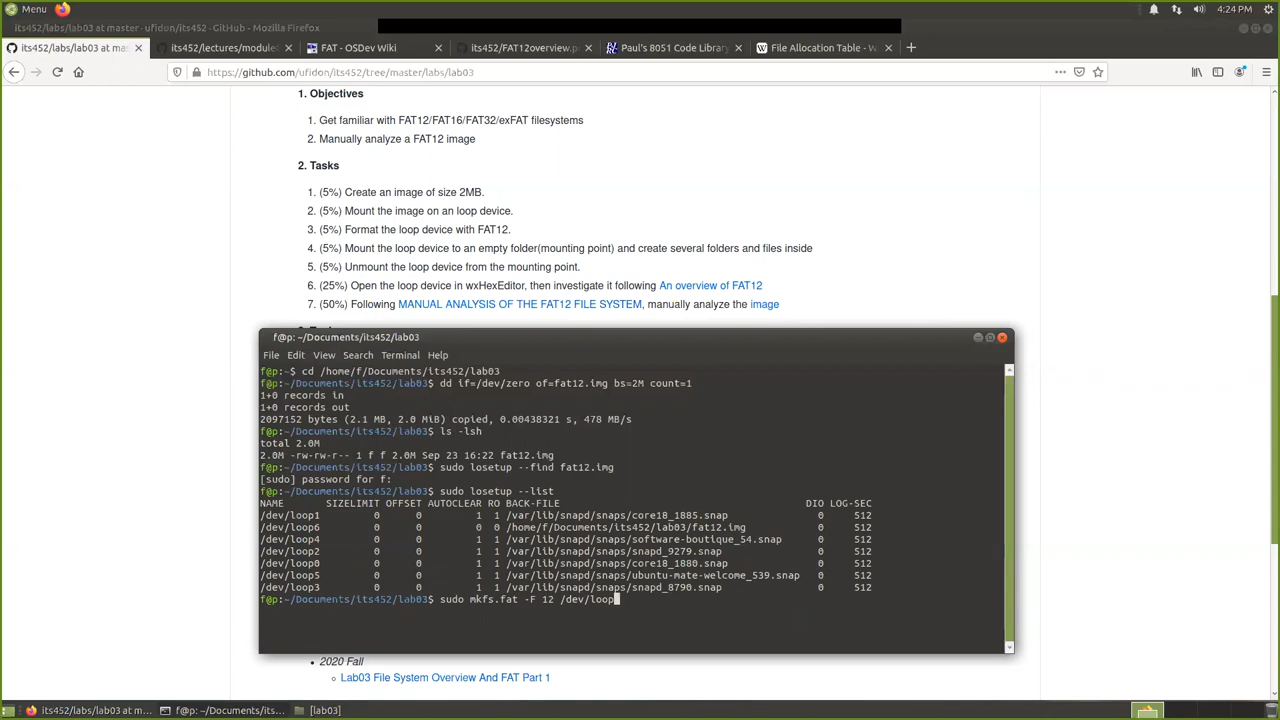 Menu
4:24 PM
its452/labs/lab03 at master · ufidon/its452 · GitHub - Mozilla Firefox
its452/labs/lab03 at mas
its452/lectures/module
FAT - OSDev Wiki
its452/FAT12overview.p
Paul's 8051 Code Library
File Allocation Table - W
https://github.com/ufidon/its452/tree/master/labs/lab03
1. Objectives
1. Get familiar with FAT12/FAT16/FAT32/exFAT filesystems
2. Manually analyze a FAT12 image
2. Tasks
1. (5%) Create an image of size 2MB.
2. (5%) Mount the image on an loop device.
3. (5%) Format the loop device with FAT12.
4. (5%) Mount the loop device to an empty folder(mounting point) and create several folders and files inside
5. (5%) Unmount the loop device from the mounting point.
6. (25%) Open the loop device in wxHexEditor, then investigate it following An overview of FAT12
7. (50%) Following MANUAL ANALYSIS OF THE FAT12 FILE SYSTEM, manually analyze the image
f@p: ~/Documents/its452/lab03
File Edit View Search Terminal Help
f@p:~$ cd /home/f/Documents/its452/lab03
f@p:~/Documents/its452/lab03$ dd if=/dev/zero of=fat12.img bs=2M count=1
1+0 records in
1+0 records out
2097152 bytes (2.1 MB, 2.0 MiB) copied, 0.00438321 s, 478 MB/s
f@p:~/Documents/its452/lab03$ ls -lsh
total 2.0M
2.0M -rw-rw-r-- 1 f f 2.0M Sep 23 16:22 fat12.img
f@p:~/Documents/its452/lab03$ sudo losetup --find fat12.img
[sudo] password for f:
f@p:~/Documents/its452/lab03$ sudo losetup --list
NAME SIZELIMIT OFFSET AUTOCLEAR RO BACK-FILE DIO LOG-SEC
/dev/loop1 0 0 1 1 /var/lib/snapd/snaps/core18_1885.snap 0 512
/dev/loop6 0 0 0 0 /home/f/Documents/its452/lab03/fat12.img 0 512
/dev/loop4 0 0 1 1 /var/lib/snapd/snaps/software-boutique_54.snap 0 512
/dev/loop2 0 0 1 1 /var/lib/snapd/snaps/snapd_9279.snap 0 512
/dev/loop0 0 0 1 1 /var/lib/snapd/snaps/core18_1880.snap 0 512
/dev/loop5 0 0 1 1 /var/lib/snapd/snaps/ubuntu-mate-welcome_539.snap 0 512
/dev/loop3 0 0 1 1 /var/lib/snapd/snaps/snapd_8790.snap 0 512
f@p:~/Documents/its452/lab03$ sudo mkfs.fat -F 12 /dev/loop
2020 Fall
Lab03 File System Overview And FAT Part 1
its452/labs/lab03 at m...
f@p: ~/Documents/its...
[lab03]